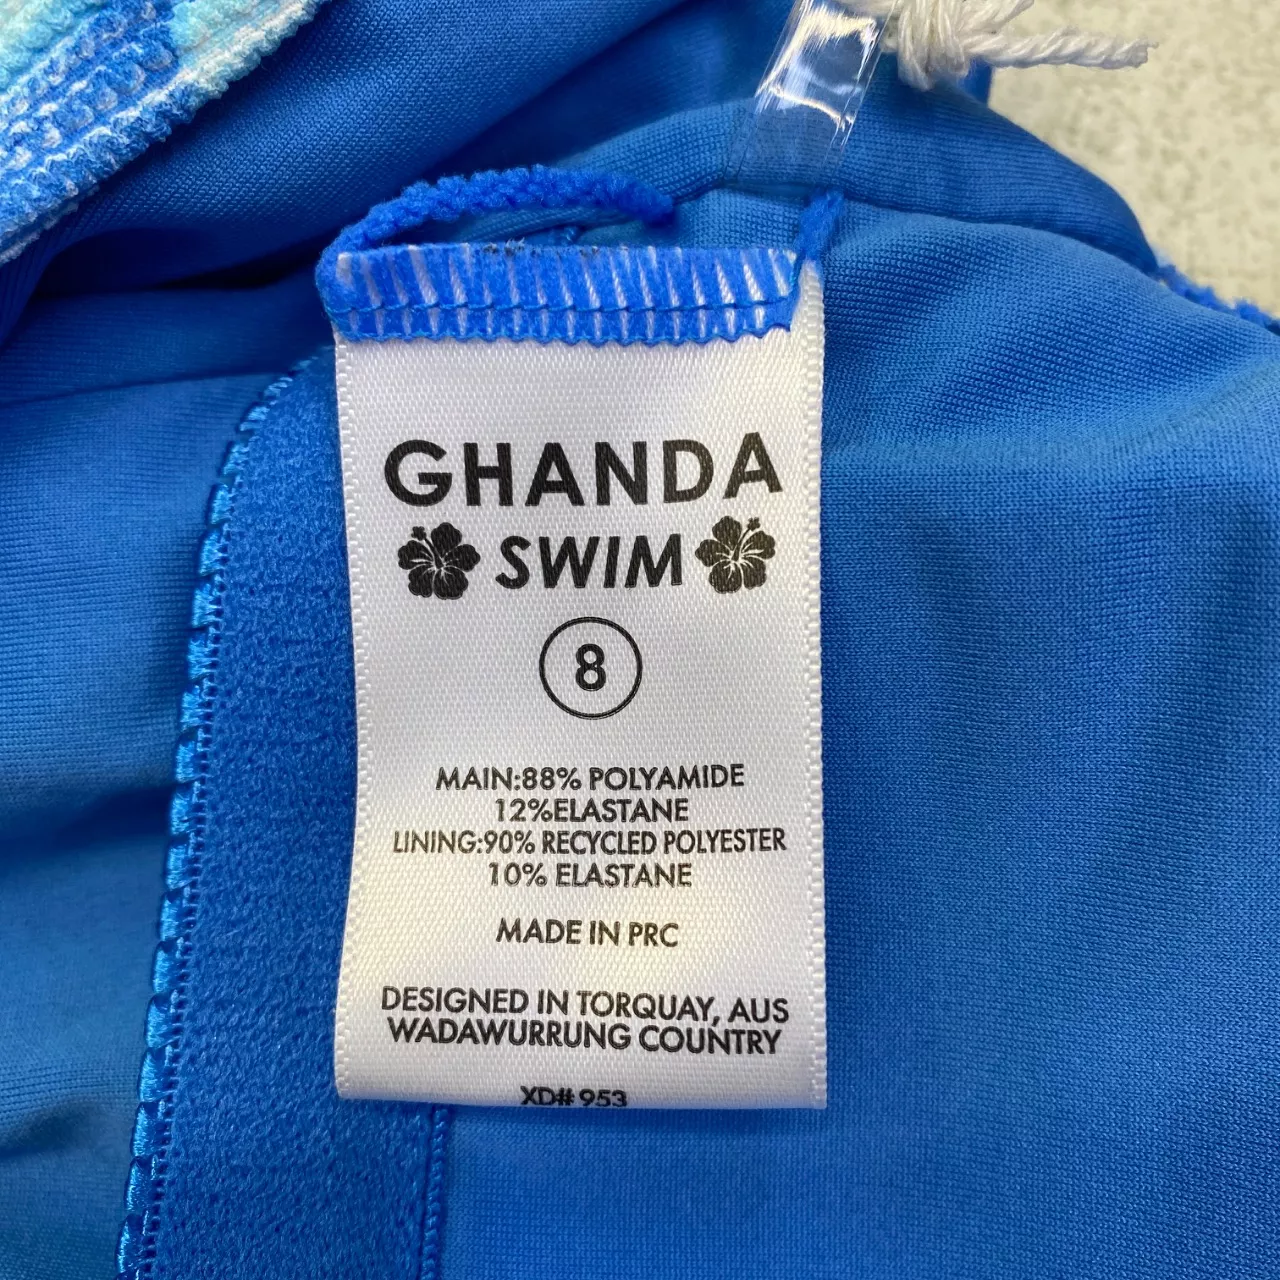 GHANDA
SWIM
8
MAIN:88% POLYAMIDE
12%ELASTANE
LINING:90% RECYCLED POLYESTER
10% ELASTANE
MADE IN PRC
DESIGNED IN TORQUAY, AUS
WADAWURRUNG COUNTRY
XD# 953